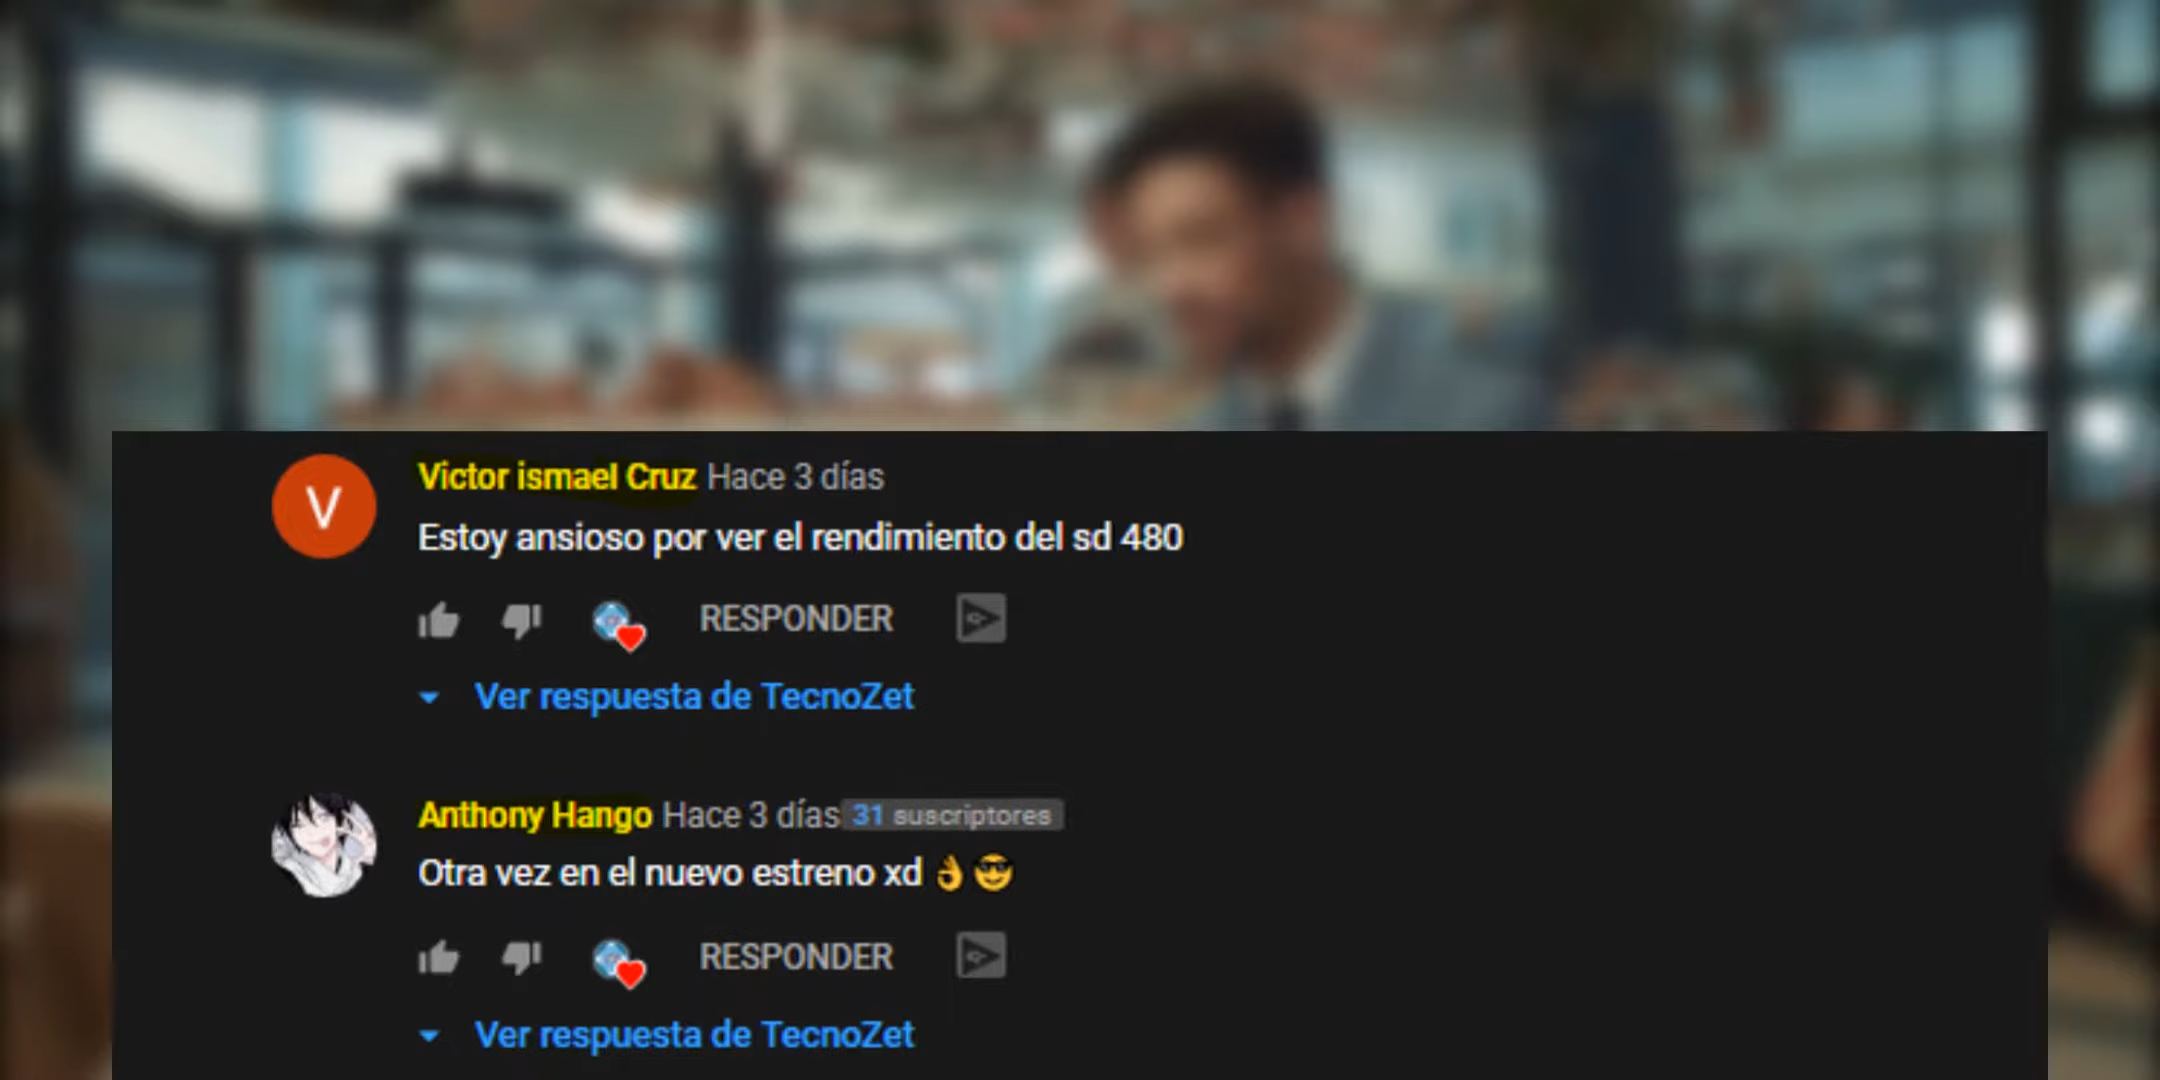 V
Victor ismael Cruz Hace 3 días
Estoy ansioso por ver el rendimiento del sd 480
RESPONDER
Ver respuesta de TecnoZet
Anthony Hango Hace 3 días 31 suscriptores
Otra vez en el nuevo estreno xd 👌😎
RESPONDER
Ver respuesta de TecnoZet